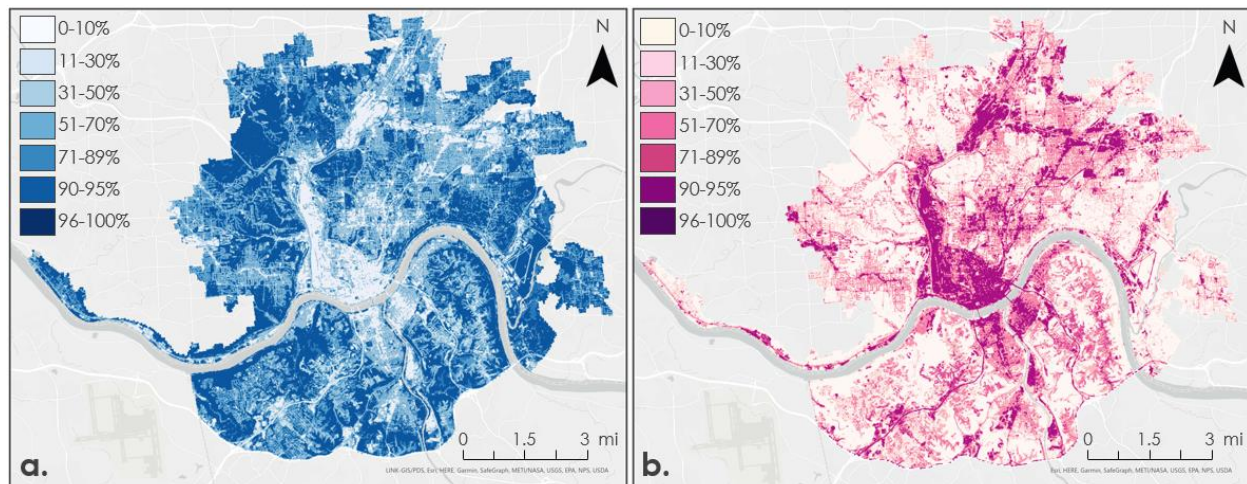 0-10%
11-30%
31-50%
51-70%
71-89%
90-95%
96-100%
N
0 1.5 3 mi
a.
LINK-GIS/PDS, Esri, HERE, Garmin, SafeGraph, METI/NASA, USGS, EPA, NPS, USDA
0-10%
11-30%
31-50%
51-70%
71-89%
90-95%
96-100%
N
0 1.5 3 mi
b.
Esri, HERE, Garmin, SafeGraph, METI/NASA, USGS, EPA, NPS, USDA